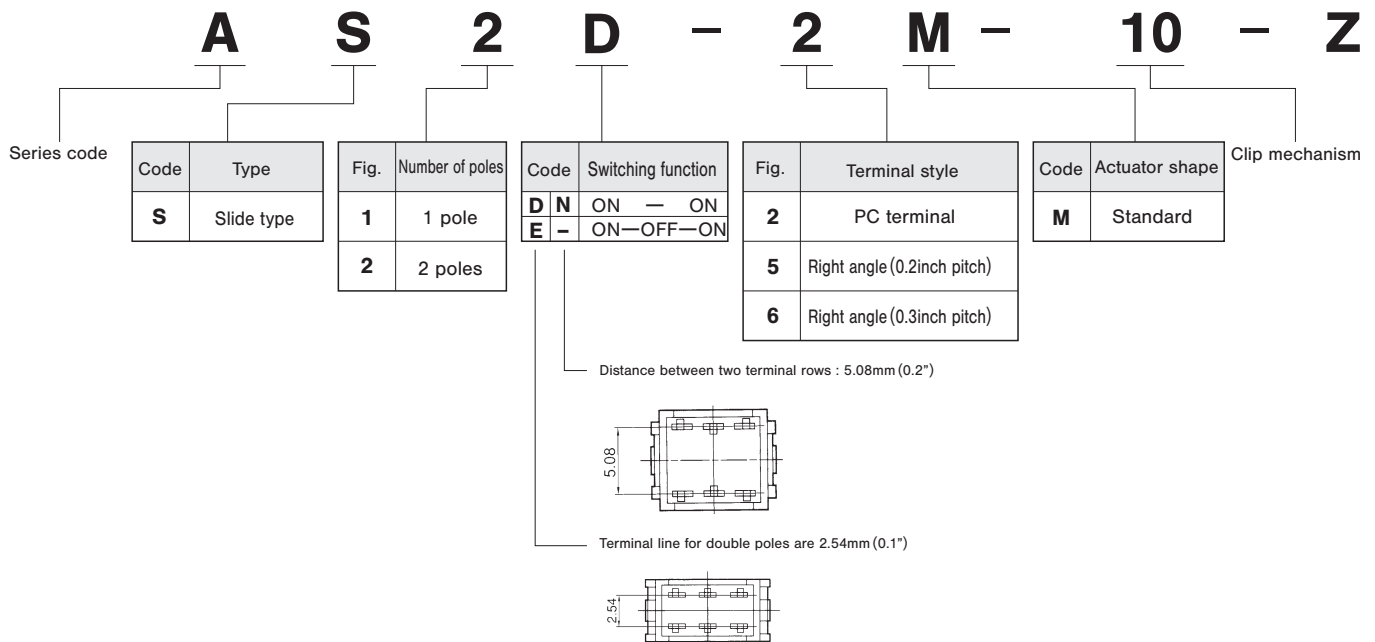 A S 2 D - 2 M - 10 - Z
Series code
Code Type
S Slide type
Fig. Number of poles
1 1 pole
2 2 poles
Code Switching function
D N ON — ON
E - ON—OFF—ON
Fig. Terminal style
2 PC terminal
5 Right angle (0.2inch pitch)
6 Right angle (0.3inch pitch)
Code Actuator shape
M Standard
Clip mechanism
Distance between two terminal rows : 5.08mm (0.2")
5.08
Terminal line for double poles are 2.54mm (0.1")
2.54